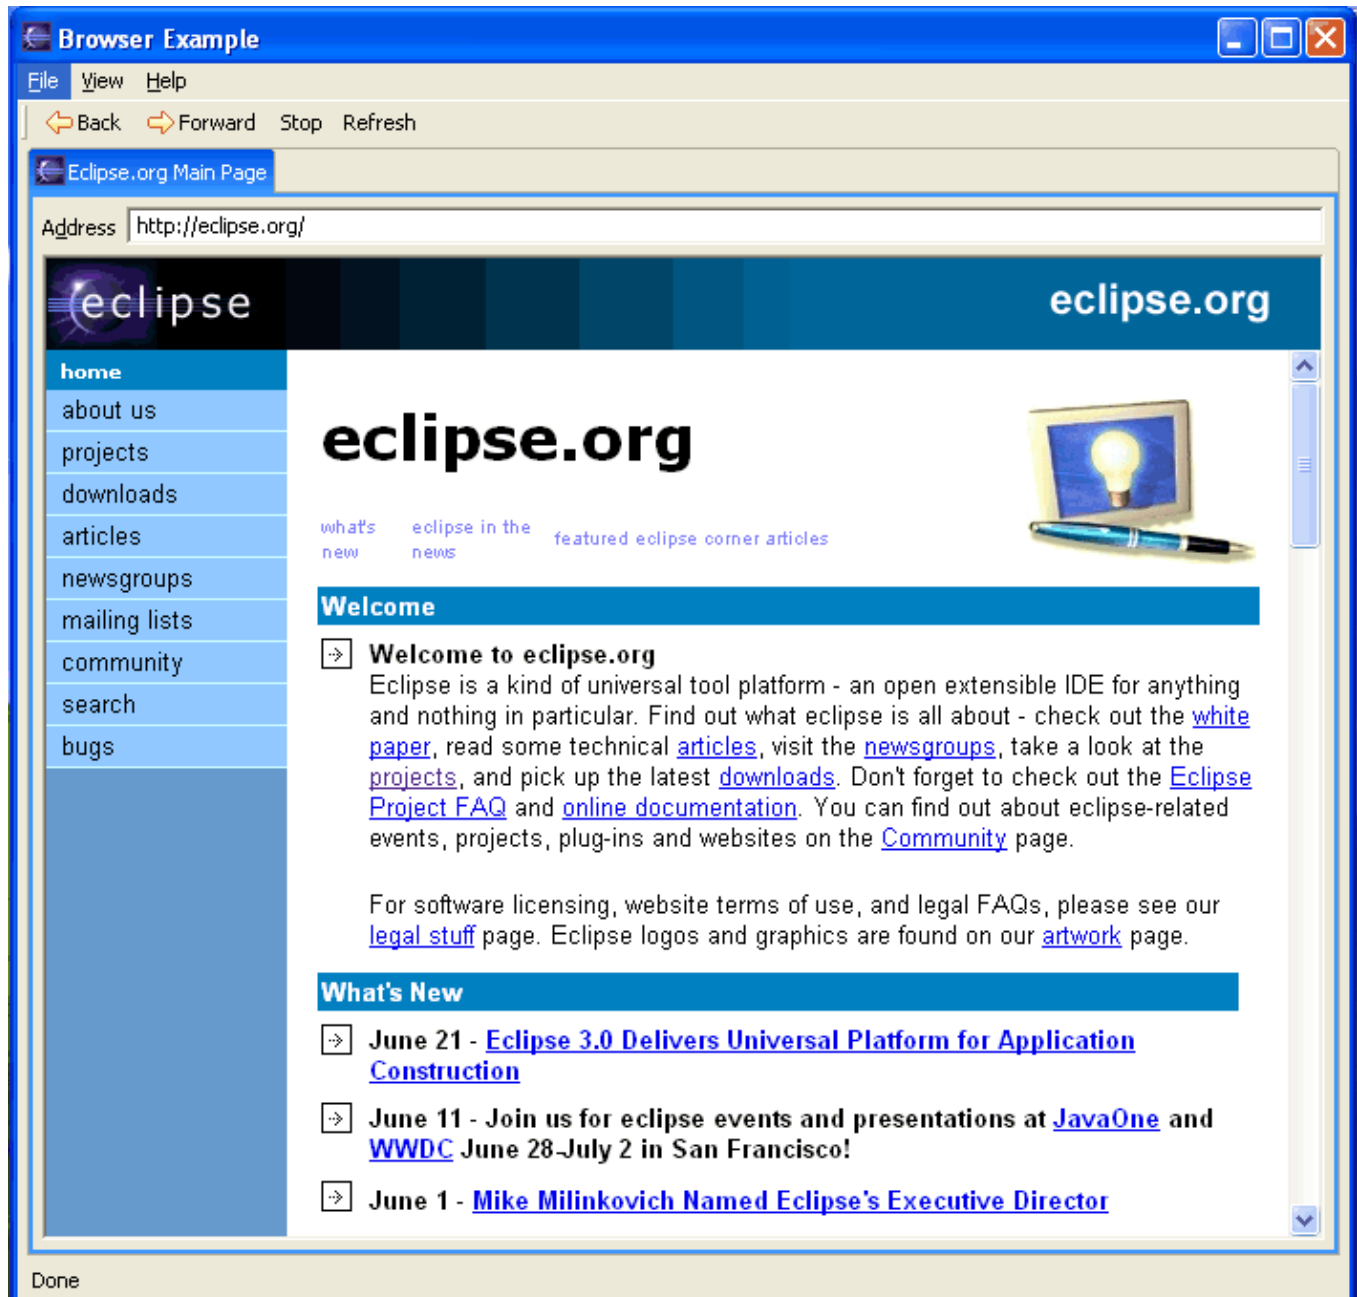 Browser Example
File View Help
Back Forward Stop Refresh
Eclipse.org Main Page
Address http://eclipse.org/
eclipse
eclipse.org
home
about us
projects
downloads
articles
newsgroups
mailing lists
community
search
bugs
eclipse.org
what's new
eclipse in the news
featured eclipse corner articles
Welcome
Welcome to eclipse.org
Eclipse is a kind of universal tool platform - an open extensible IDE for anything
and nothing in particular. Find out what eclipse is all about - check out the white
paper, read some technical articles, visit the newsgroups, take a look at the
projects, and pick up the latest downloads. Don't forget to check out the Eclipse
Project FAQ and online documentation. You can find out about eclipse-related
events, projects, plug-ins and websites on the Community page.
For software licensing, website terms of use, and legal FAQs, please see our
legal stuff page. Eclipse logos and graphics are found on our artwork page.
What's New
June 21 - Eclipse 3.0 Delivers Universal Platform for Application
Construction
June 11 - Join us for eclipse events and presentations at JavaOne and
WWDC June 28-July 2 in San Francisco!
June 1 - Mike Milinkovich Named Eclipse's Executive Director
Done